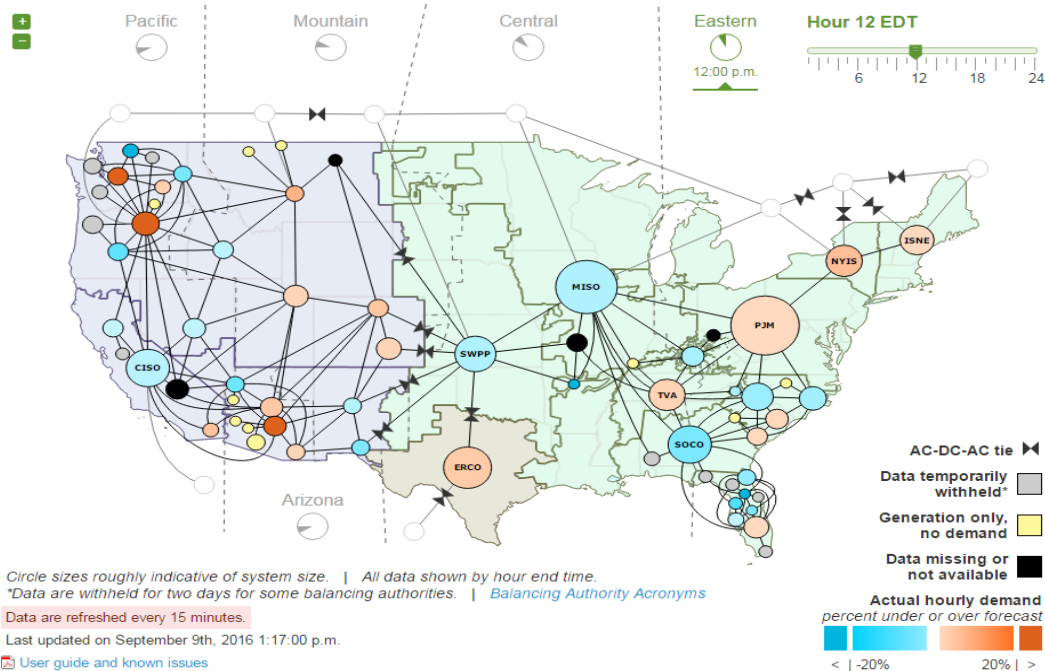 +
−
Pacific
Mountain
Central
Eastern
12:00 p.m.
Hour 12 EDT
6
12
18
24
ISNE
NYIS
MISO
PJM
SWPP
CISO
TVA
SOCO
ERCO
Arizona
AC-DC-AC tie
Data temporarily
withheld*
Generation only,
no demand
Data missing or
not available
Actual hourly demand
percent under or over forecast
< | -20%
20% | >
Circle sizes roughly indicative of system size. | All data shown by hour end time.
*Data are withheld for two days for some balancing authorities. | Balancing Authority Acronyms
Data are refreshed every 15 minutes.
Last updated on September 9th, 2016 1:17:00 p.m.
User guide and known issues